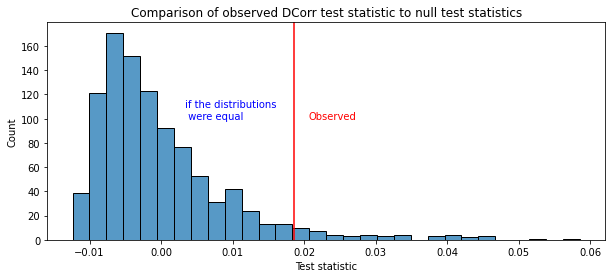 Comparison of observed DCorr test statistic to null test statistics
160
140
120
100
80
60
40
20
0
Count
if the distributions
were equal
Observed
−0.01
0.00
0.01
0.02
0.03
0.04
0.05
0.06
Test statistic